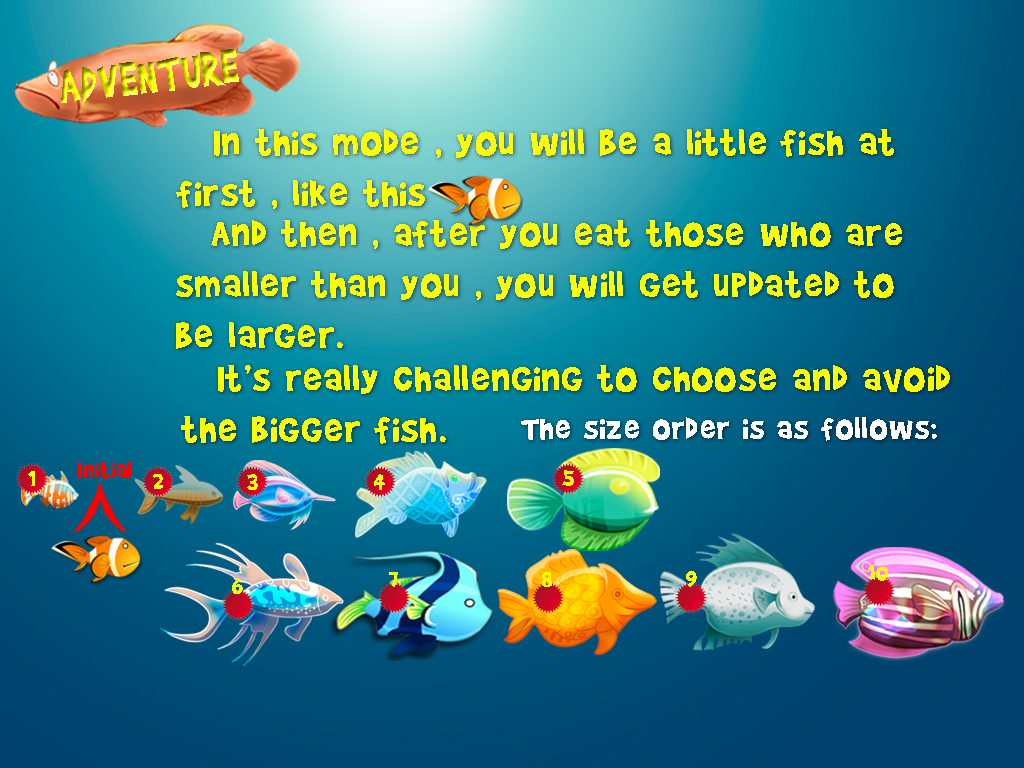 ADVENTURE
In this mode , you will be a little fish at
first , like this
And then , after you eat those who are
smaller than you , you will get updated to
be larger.
It's really challenging to choose and avoid
the bigger fish.
The size order is as follows:
1 Initial 2 3 4 5
6 7 8 9 10